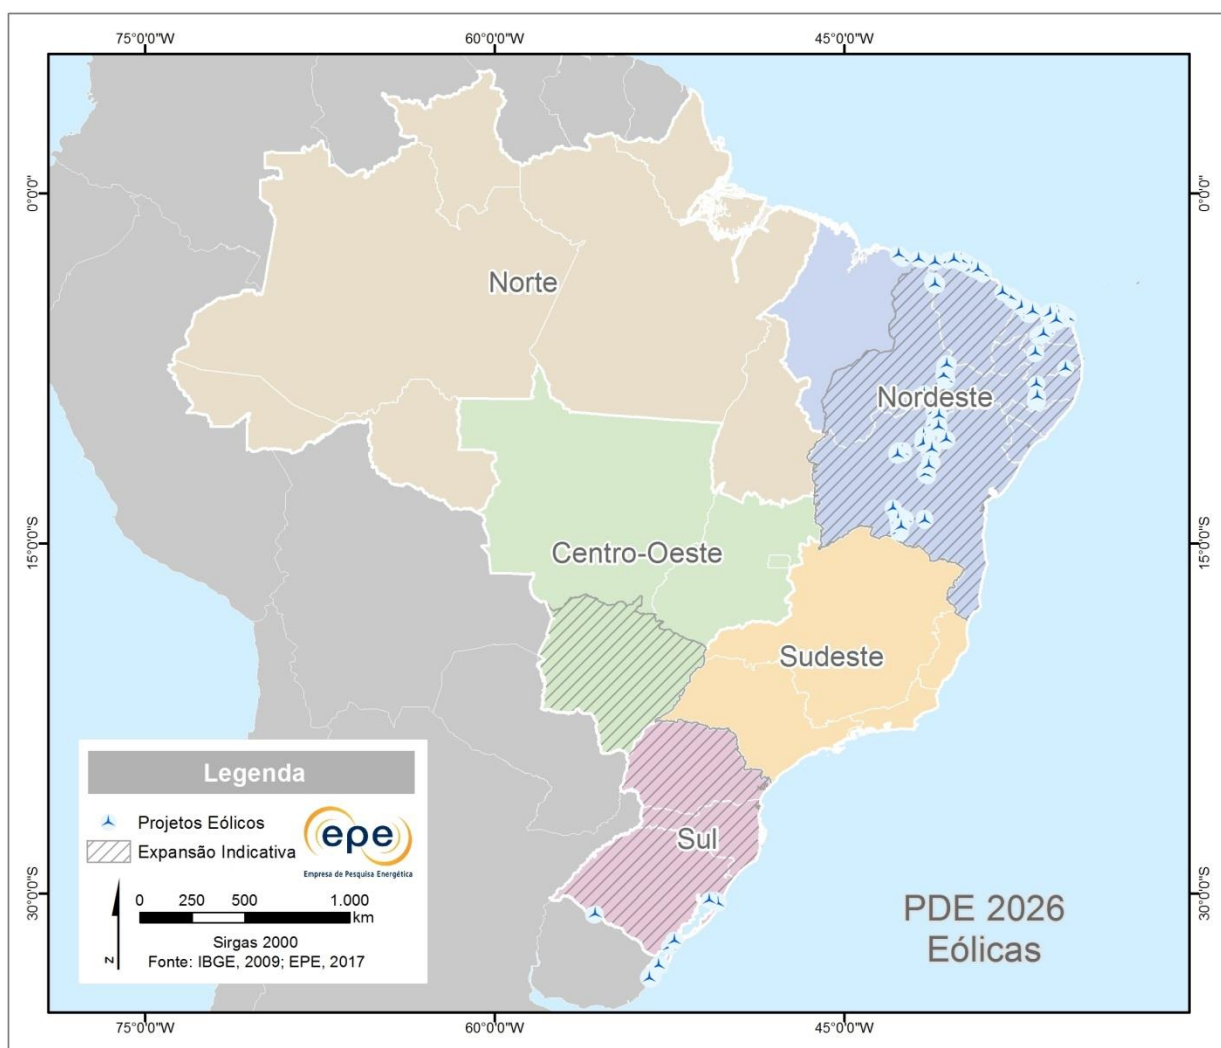 75°0'0"W
60°0'0"W
45°0'0"W
0°0'0"
0°0'0"
Norte
Nordeste
15°0'0"S
15°0'0"S
Centro-Oeste
Sudeste
Legenda
Projetos Eólicos
Expansão Indicativa
epe
Empresa de Pesquisa Energética
0 250 500 1.000
km
N
Sirgas 2000
Fonte: IBGE, 2009; EPE, 2017
Sul
30°0'0"S
30°0'0"S
PDE 2026
Eólicas
75°0'0"W
60°0'0"W
45°0'0"W